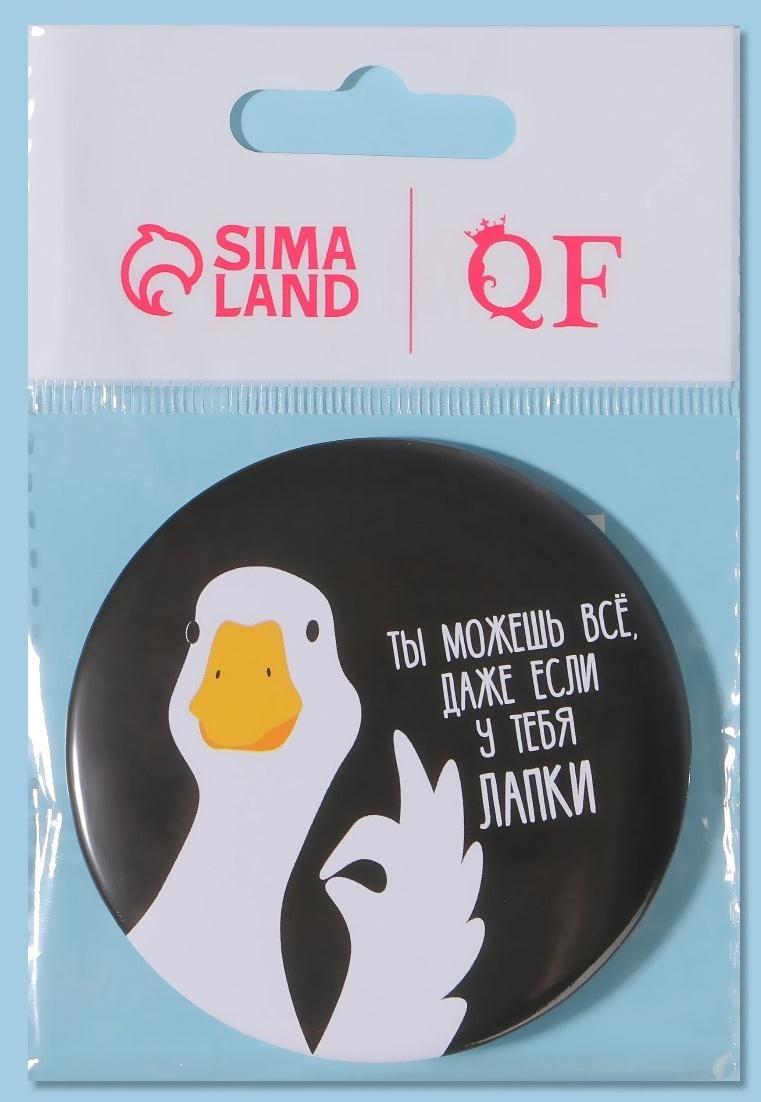 SIMA
LAND
QF
ТЫ МОЖЕШЬ ВСЁ,
ДАЖЕ ЕСЛИ
У ТЕБЯ
ЛАПКИ